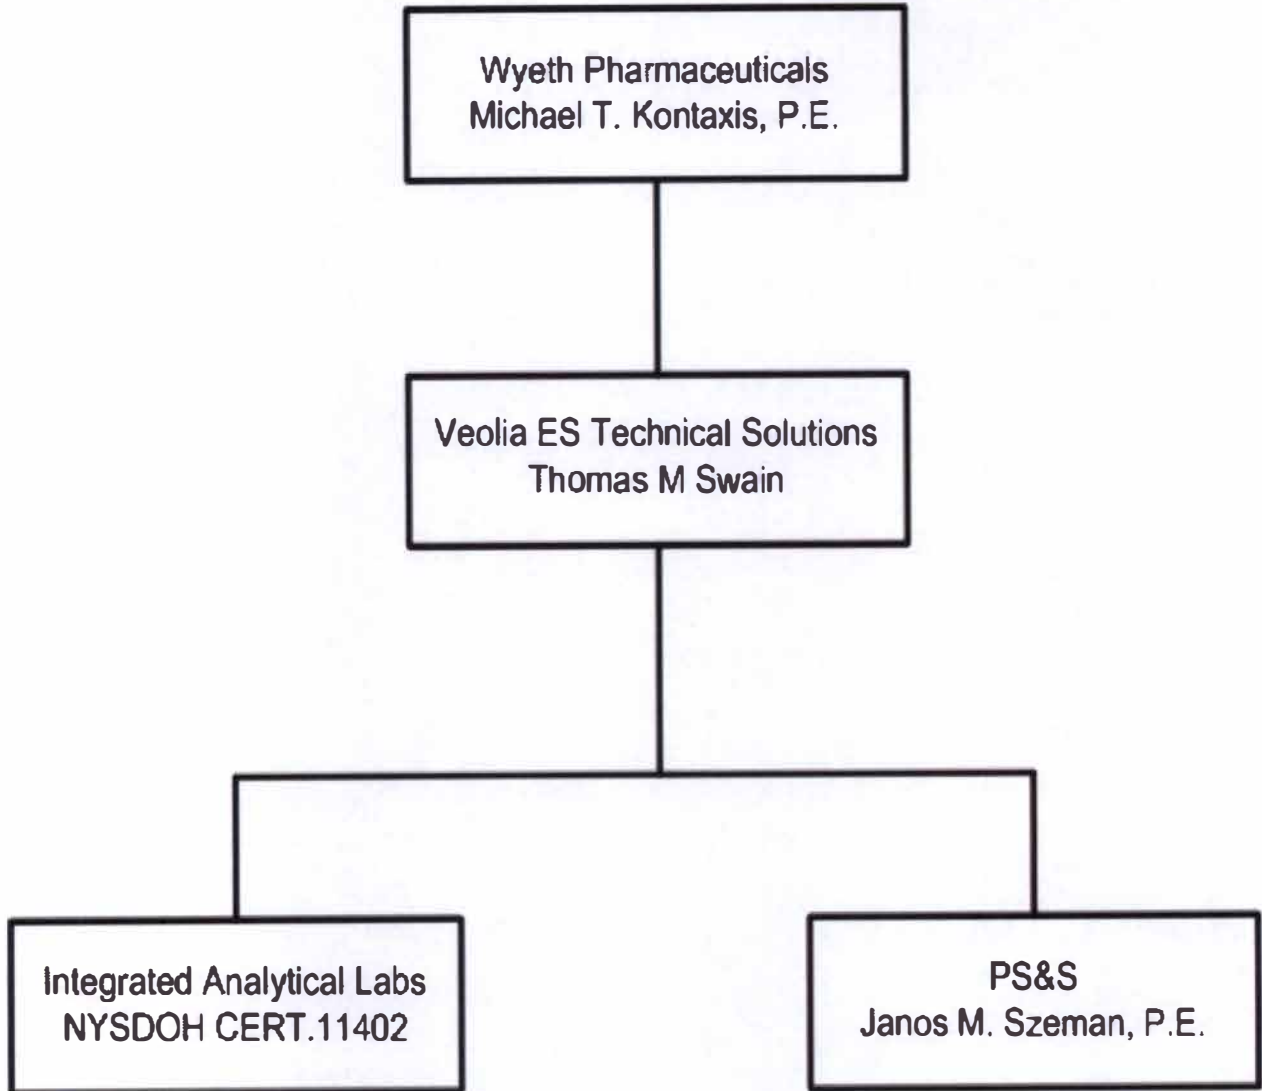 Wyeth Pharmaceuticals
Michael T. Kontaxis, P.E.
Veolia ES Technical Solutions
Thomas M Swain
Integrated Analytical Labs
NYSDOH CERT.11402
PS&S
Janos M. Szeman, P.E.